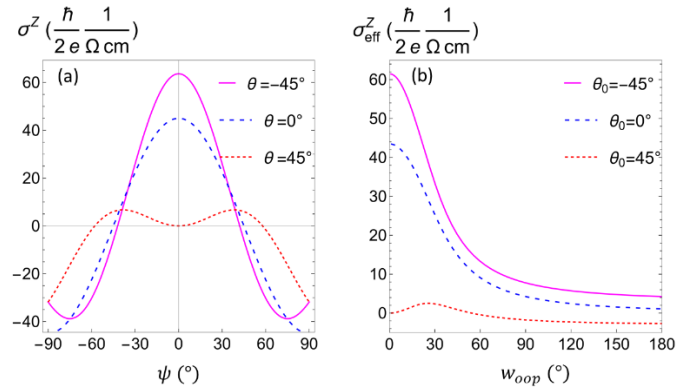 σ^Z (ħ/2e 1/Ω cm)
σ^Z_eff (ħ/2e 1/Ω cm)
(a)
θ=−45°
θ=0°
θ=45°
60
40
20
0
−20
−40
−90 −60 −30 0 30 60 90
ψ (°)
(b)
θ₀=−45°
θ₀=0°
θ₀=45°
60
50
40
30
20
10
0
0 30 60 90 120 150 180
w_oop (°)